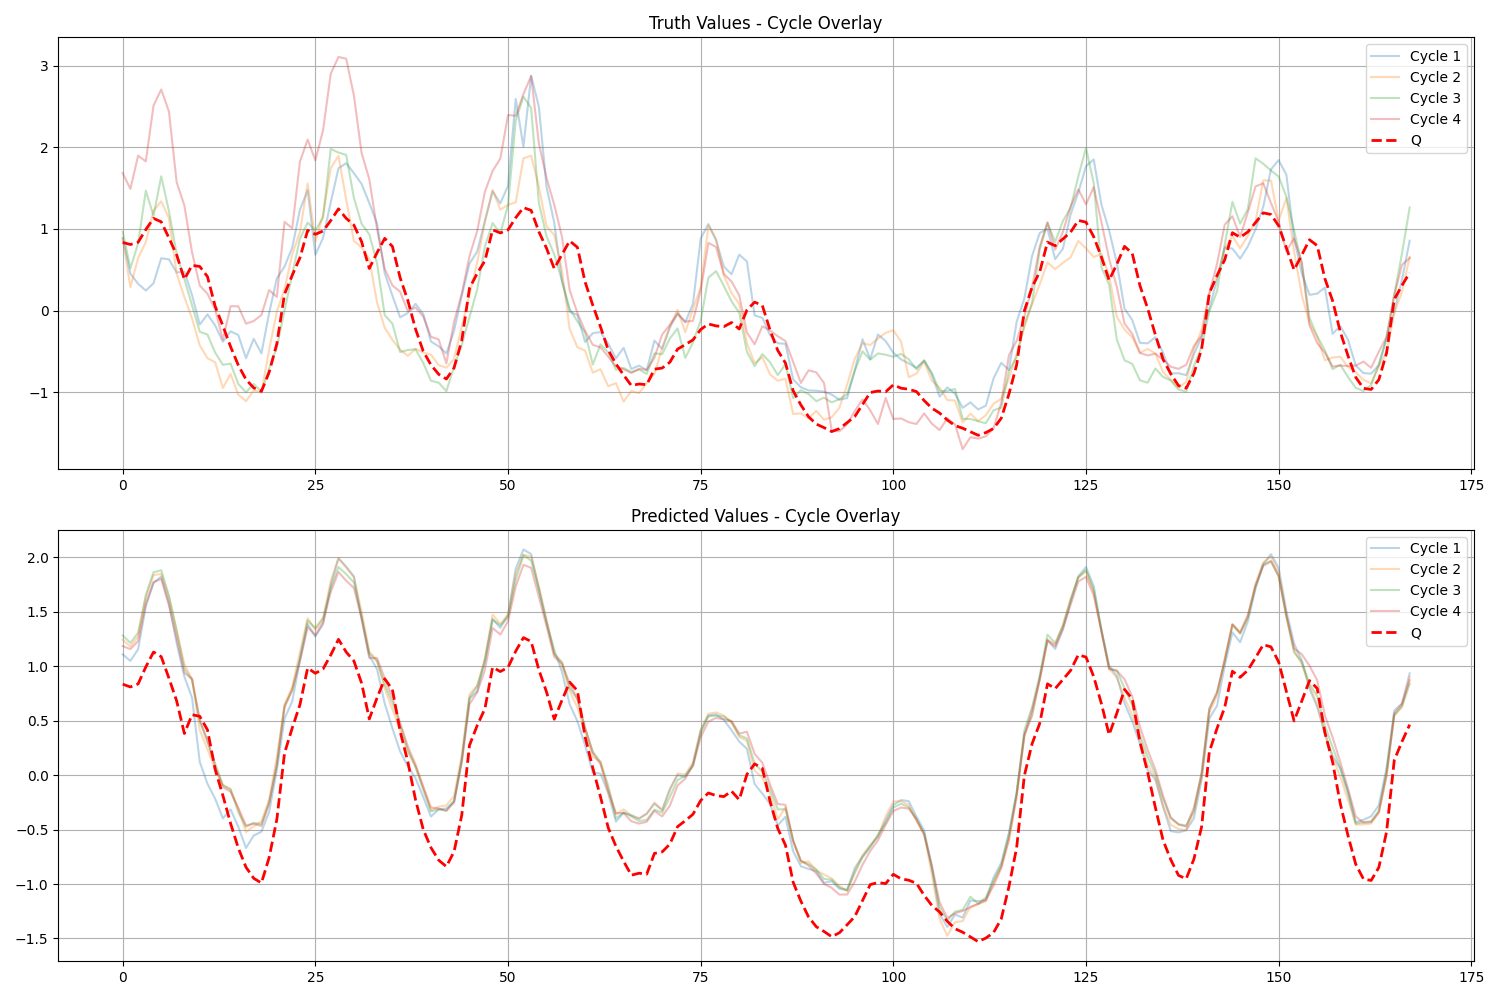 Truth Values - Cycle Overlay
3
2
1
0
−1
0 25 50 75 100 125 150 175
Cycle 1
Cycle 2
Cycle 3
Cycle 4
Q
Predicted Values - Cycle Overlay
2.0
1.5
1.0
0.5
0.0
−0.5
−1.0
−1.5
0 25 50 75 100 125 150 175
Cycle 1
Cycle 2
Cycle 3
Cycle 4
Q